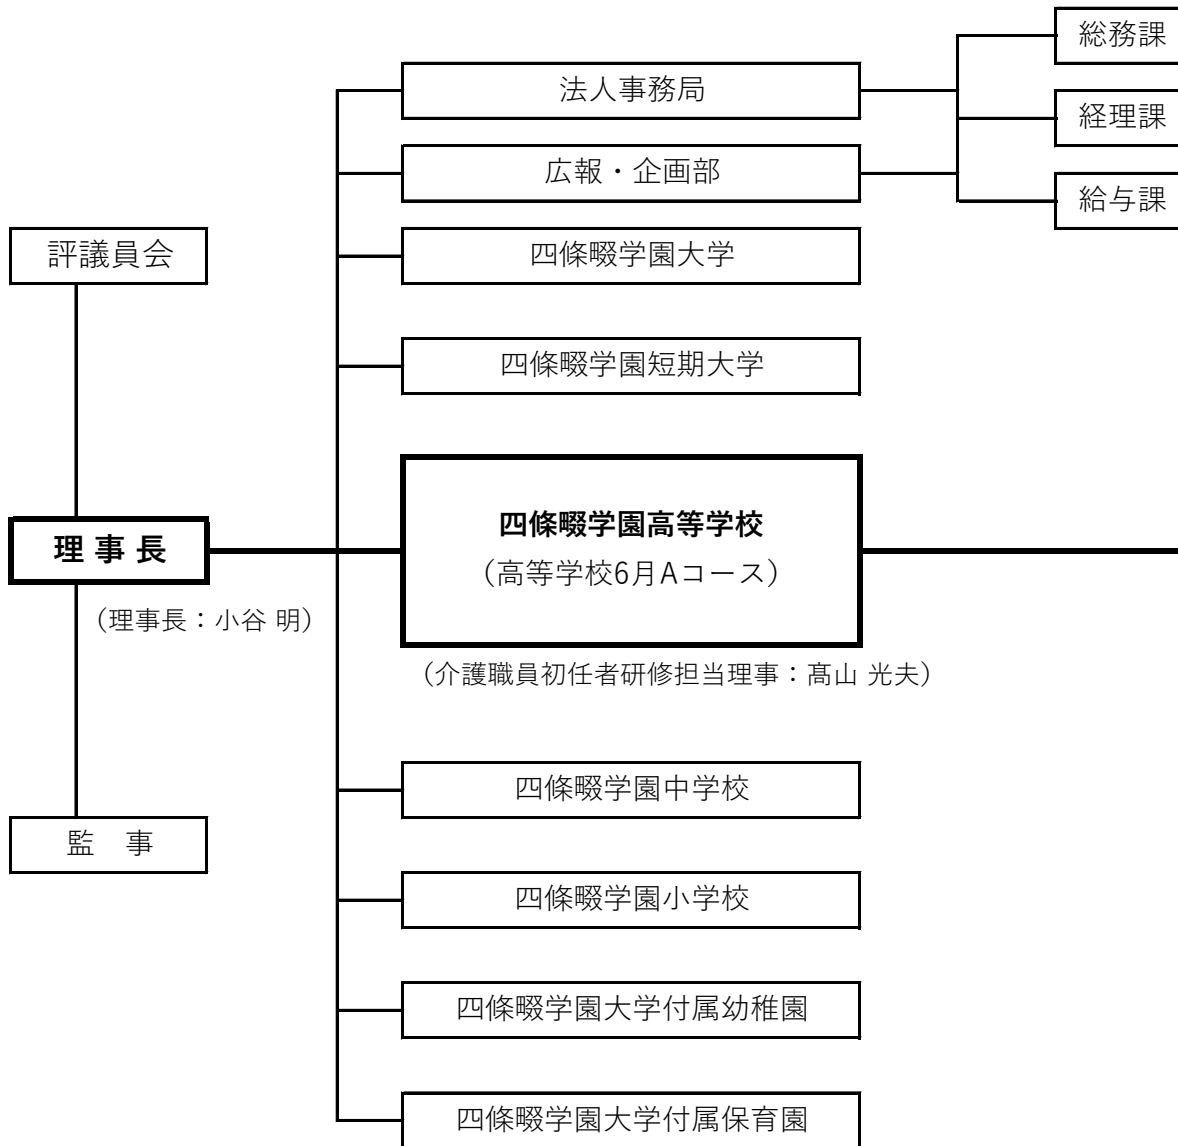 総務課
法人事務局
経理課
広報・企画部
給与課
評議員会
四條畷学園大学
四條畷学園短期大学
四條畷学園高等学校
（高等学校6月Aコース）
理 事 長
（理事長：小谷 明）
（介護職員初任者研修担当理事：髙山 光夫）
四條畷学園中学校
監　事
四條畷学園小学校
四條畷学園大学付属幼稚園
四條畷学園大学付属保育園